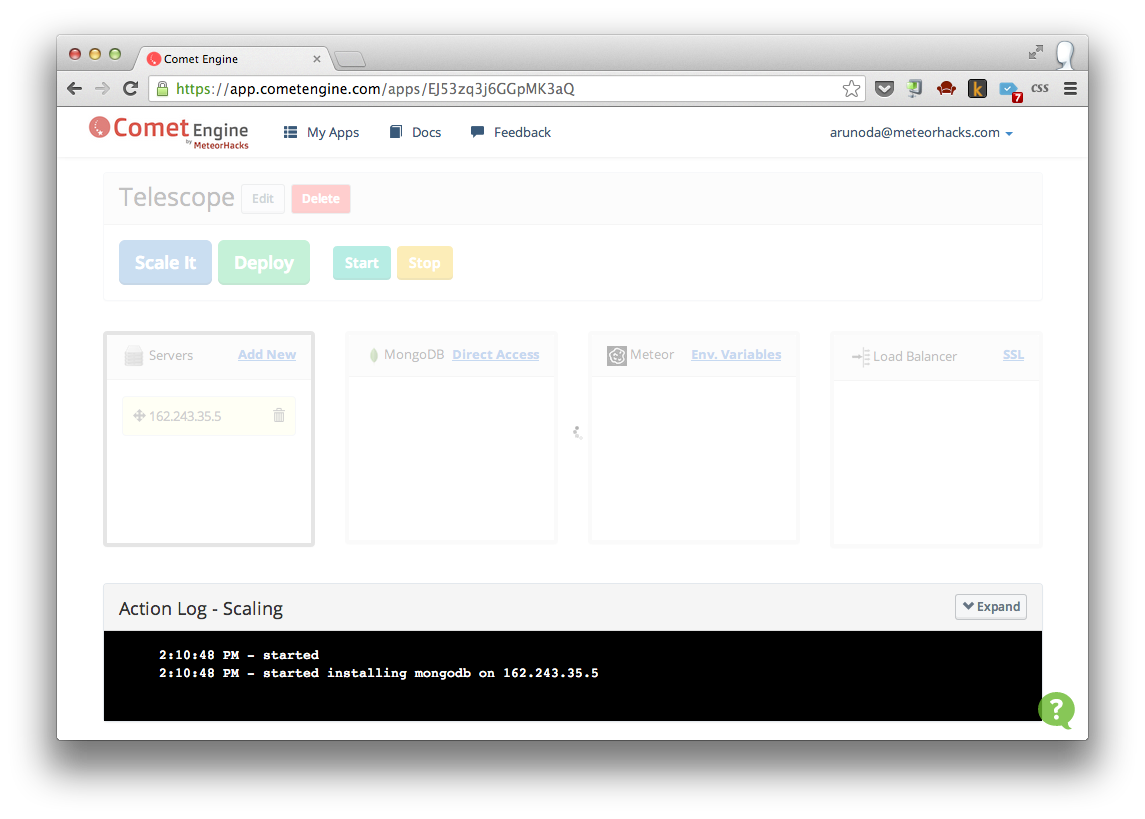 Comet Engine
https://app.cometengine.com/apps/EJ53zq3j6GGpMK3aQ
k
7
css
Comet Engine
by MeteorHacks
My Apps
Docs
Feedback
arunoda@meteorhacks.com
Telescope
Edit
Delete
Scale It
Deploy
Start
Stop
Servers
Add New
162.243.35.5
MongoDB
Direct Access
Meteor
Env. Variables
Load Balancer
SSL
Action Log - Scaling
Expand
2:10:48 PM - started
2:10:48 PM - started installing mongodb on 162.243.35.5
?